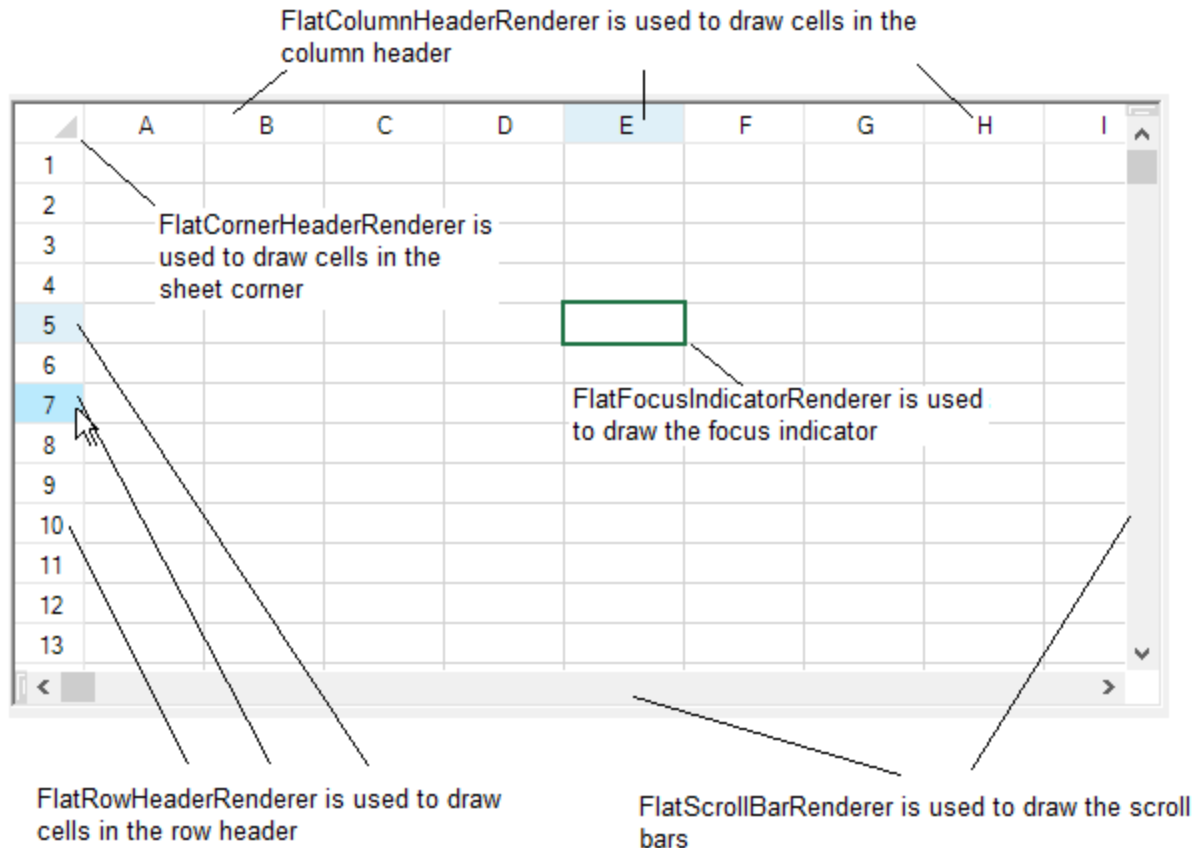 FlatColumnHeaderRenderer is used to draw cells in the
column header
A B C D E F G H I
1
2
FlatCornerHeaderRenderer is
used to draw cells in the
sheet corner
3
4
5
6
7
FlatFocusIndicatorRenderer is used
to draw the focus indicator
8
9
10
11
12
13
FlatRowHeaderRenderer is used to draw
cells in the row header
FlatScrollBarRenderer is used to draw the scroll
bars